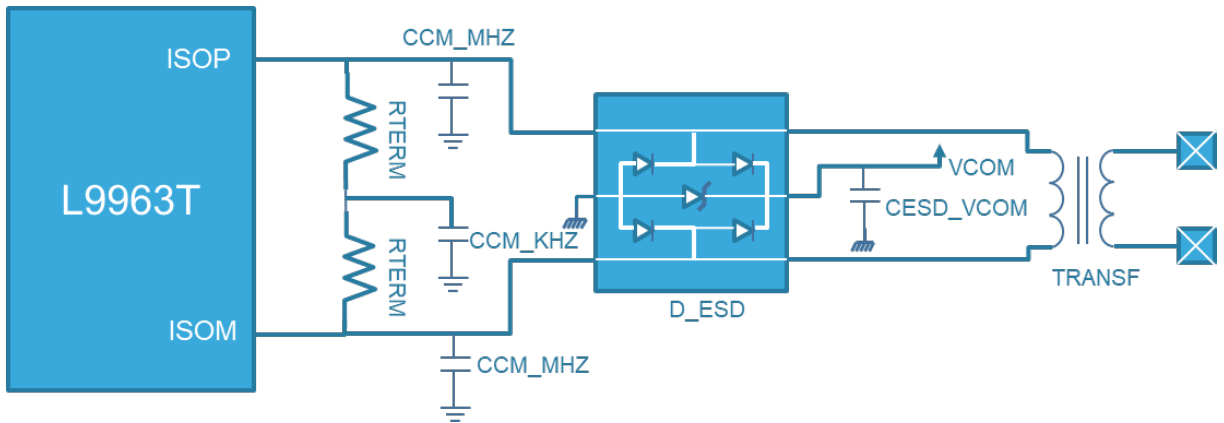 CCM_MHZ
ISOP
RTERM
L9963T
VCOM
CESD_VCOM
CCM_KHZ
RTERM
TRANSF
D_ESD
ISOM
CCM_MHZ